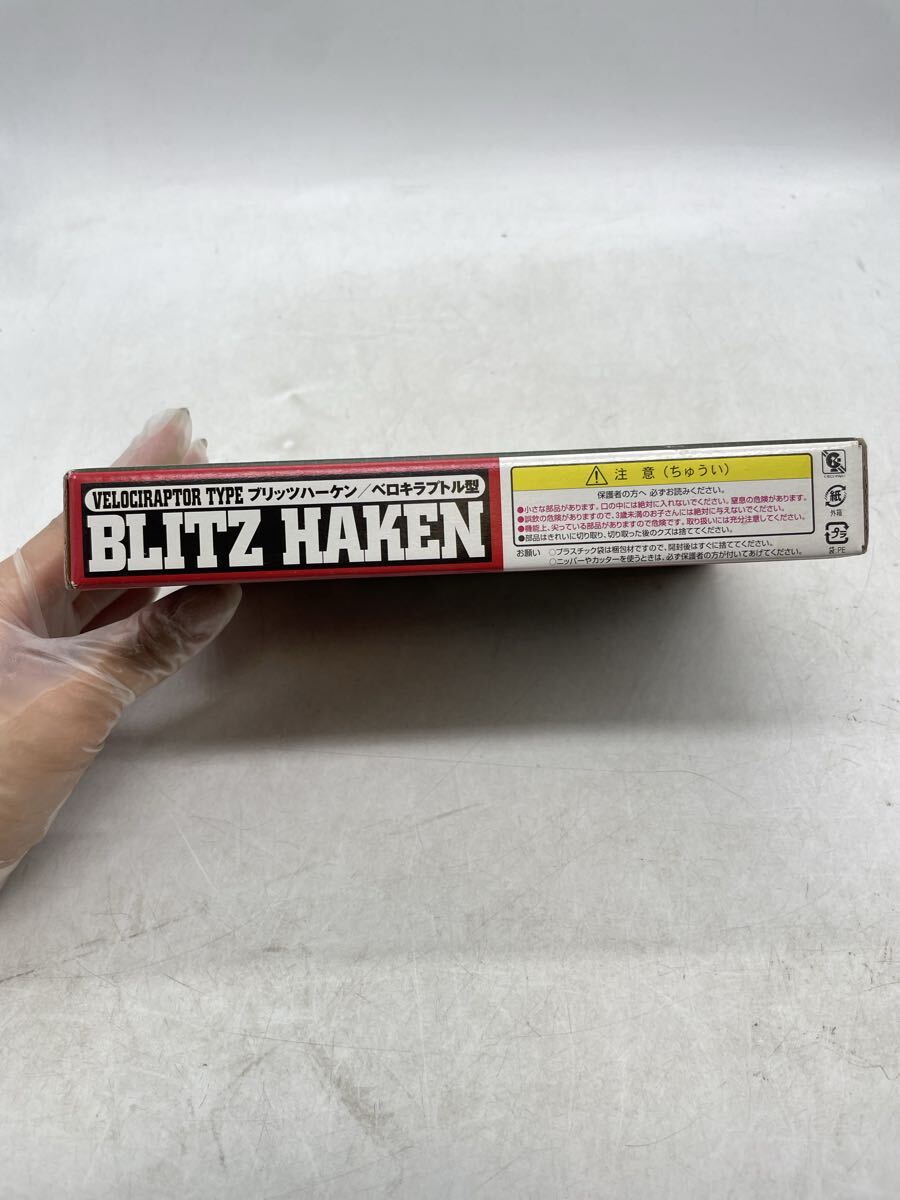 VELOCIRAPTOR TYPE ブリッツハーケン/ベロキラプトル型
BLITZ HAKEN
注 意(ちゅうい)
保護者の方へ 必ずお読みください。
●小さな部品があります。口の中には絶対に入れないでください。窒息の危険があります。
●誤飲の危険がありますので、3歳未満のお子さんには絶対に与えないでください。
●機能上、尖っている部品がありますので危険です。取り扱いには充分注意してください。
●部品はきれいに切り取り、切り取った後のクズは捨ててください。
お願い ○プラスチック袋は梱包材ですので、開封後はすぐに捨ててください。
○ニッパーやカッターを使うときは、必ず保護者の方が付いてあげてください。
紙
外箱
プラ
袋:PE